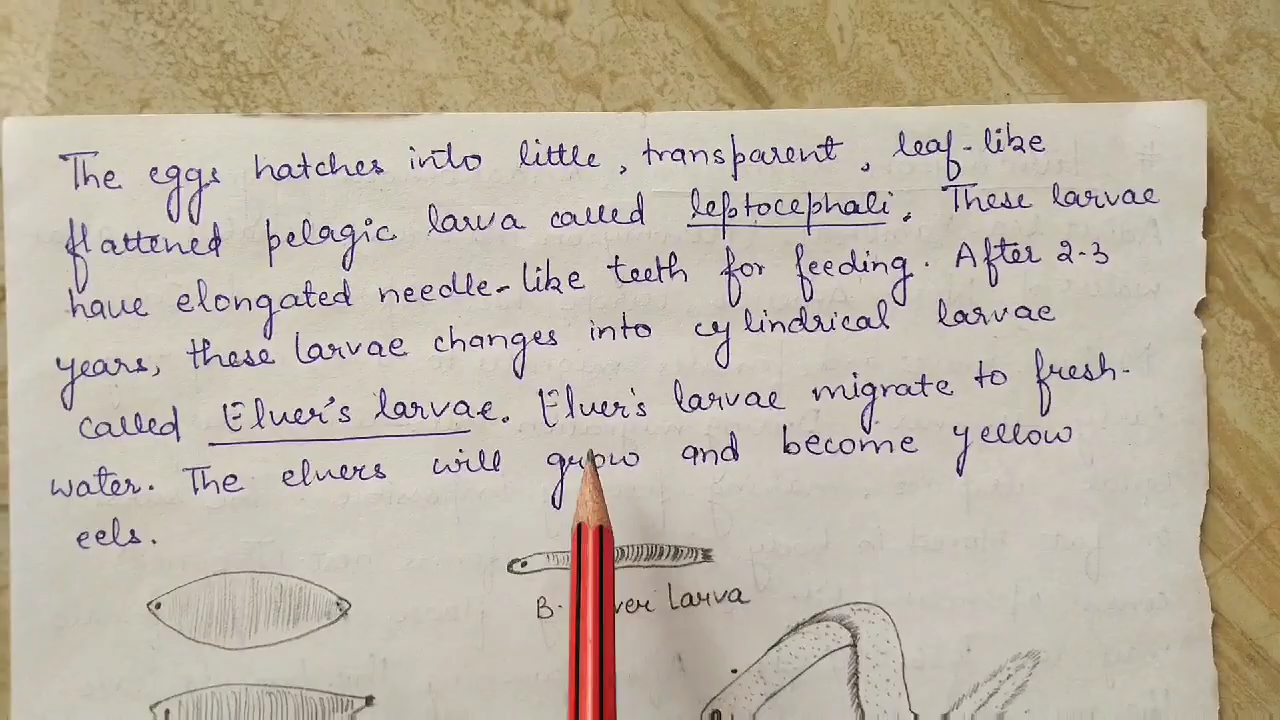 The eggs hatches into little, transparent, leaf-like
flattened pelagic larva called leptocephali. These larvae
have elongated needle-like teeth for feeding. After 2-3
years, these larvae changes into cylindrical larvae
called Elver's larvae. Elver's larvae migrate to fresh-
water. The elvers will grow and become yellow
eels.
B. ver Larva